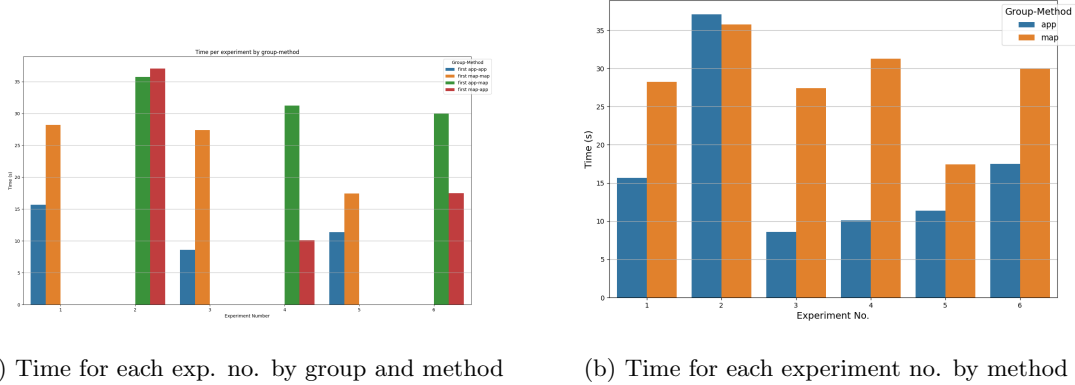 Time per experiment by group-method
Group-Method
first app-app
first map-map
first app-map
first map-app
Time (s)
35
30
25
20
15
10
5
0
1 2 3 4 5 6
Experiment Number
) Time for each exp. no. by group and method
Group-Method
app
map
Time (s)
35
30
25
20
15
10
5
0
1 2 3 4 5 6
Experiment No.
(b) Time for each experiment no. by method